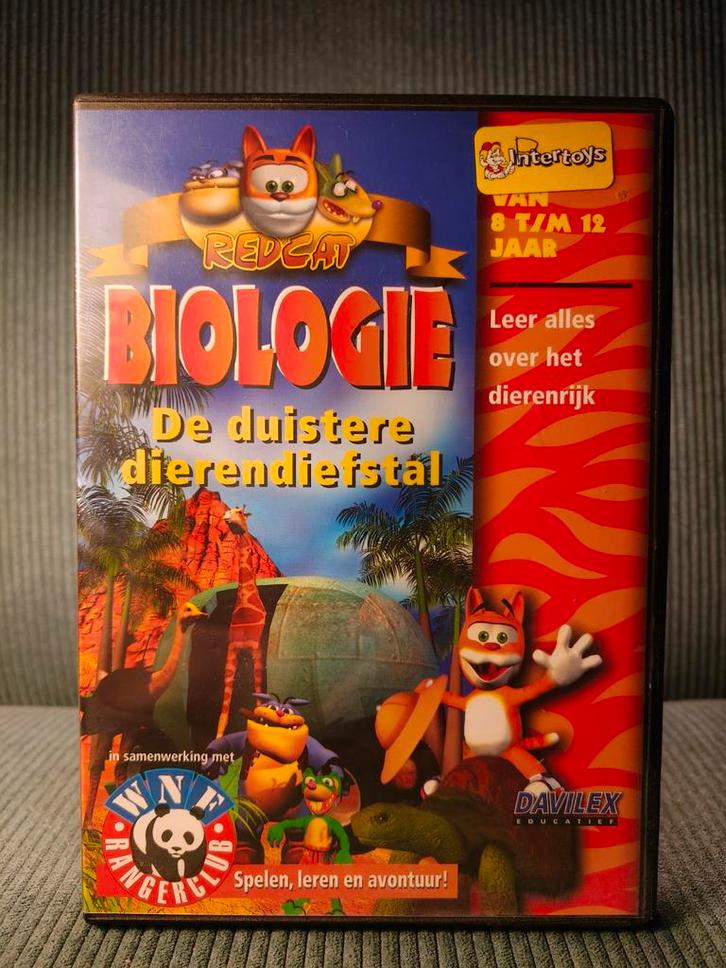 Intertoys
VAN
8 T/M 12
JAAR
REDCAT
BIOLOGIE
De duistere
dierendiefstal
Leer alles
over het
dierenrijk
in samenwerking met
WNF
RANGERCLUB
Spelen, leren en avontuur!
DAVILEX
EDUCATIEF